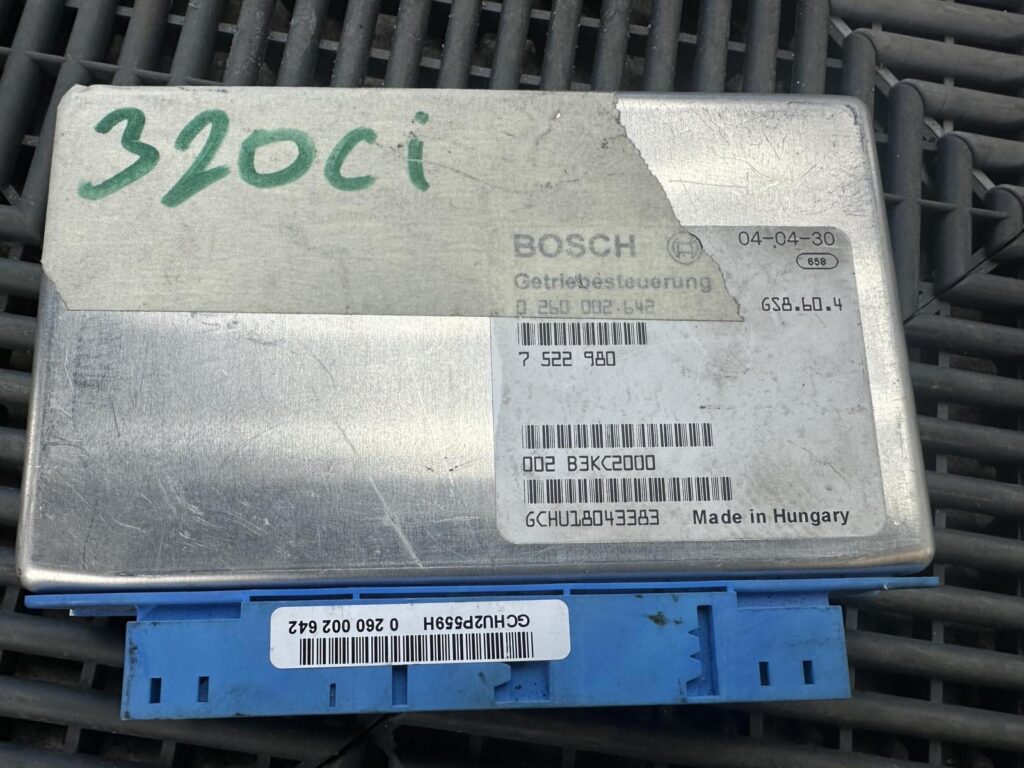 320Ci
BOSCH
04-04-30
658
Getriebesteuerung
0 260 002.642
GS8.60.4
7 522 980
002 B3KC2000
GCHU18043383
Made in Hungary
GCHU2P559H
0 260 002 642